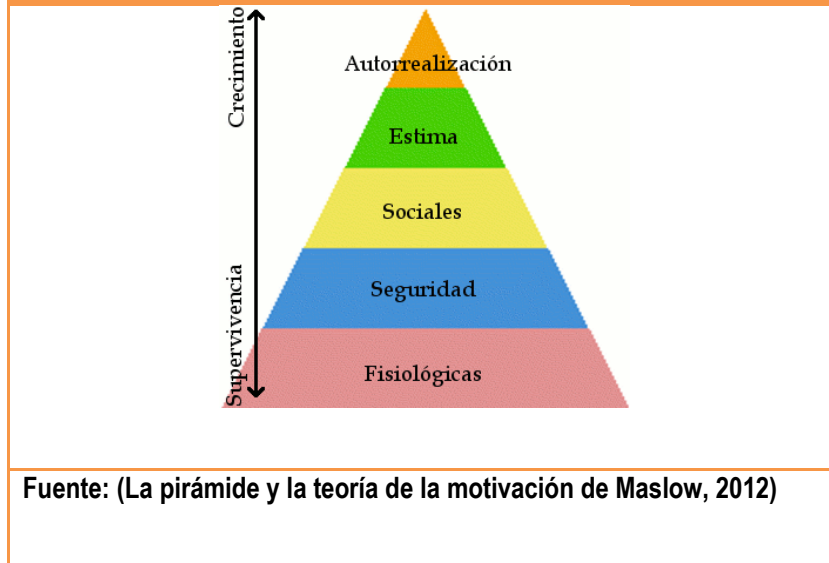 Crecimiento
Supervivencia
Autorrealización
Estima
Sociales
Seguridad
Fisiológicas
Fuente: (La pirámide y la teoría de la motivación de Maslow, 2012)